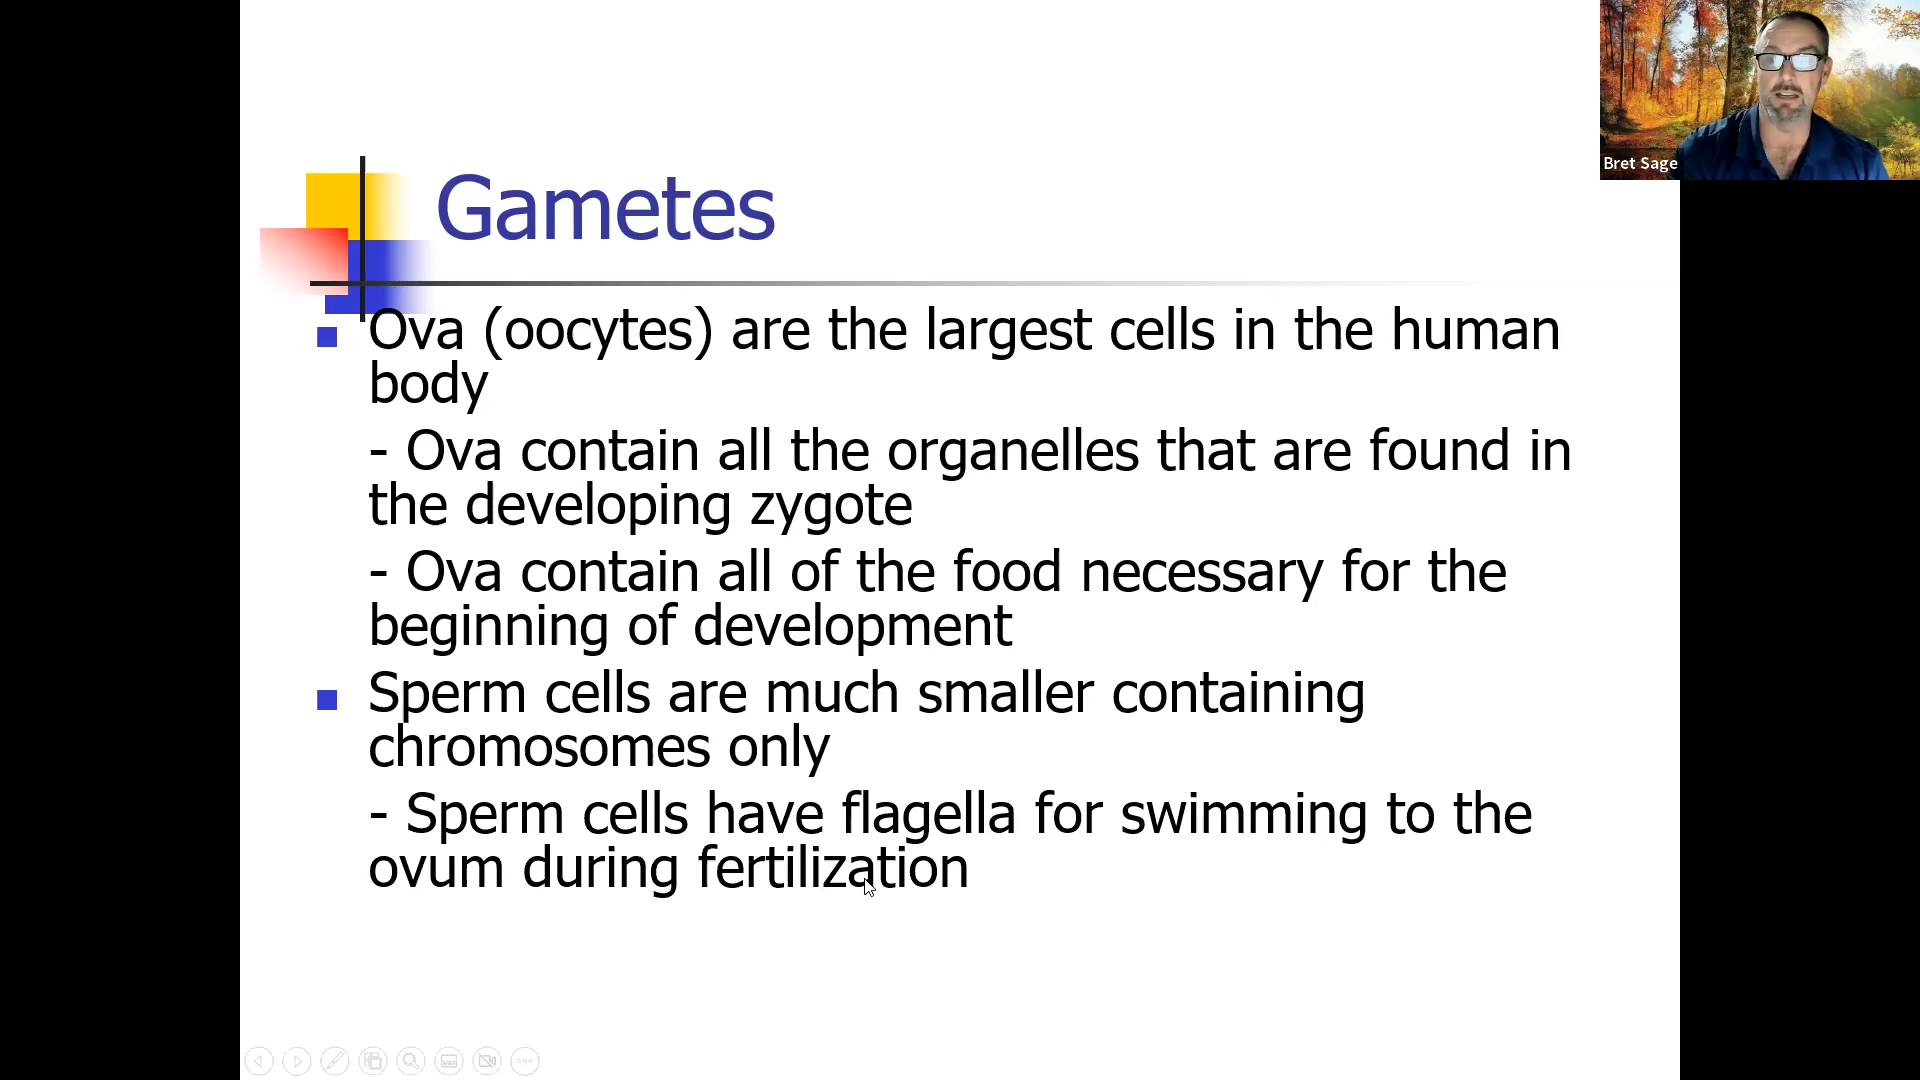 Bret Sage
Gametes
Ova (oocytes) are the largest cells in the human
body
- Ova contain all the organelles that are found in
the developing zygote
- Ova contain all of the food necessary for the
beginning of development
Sperm cells are much smaller containing
chromosomes only
- Sperm cells have flagella for swimming to the
ovum during fertilization